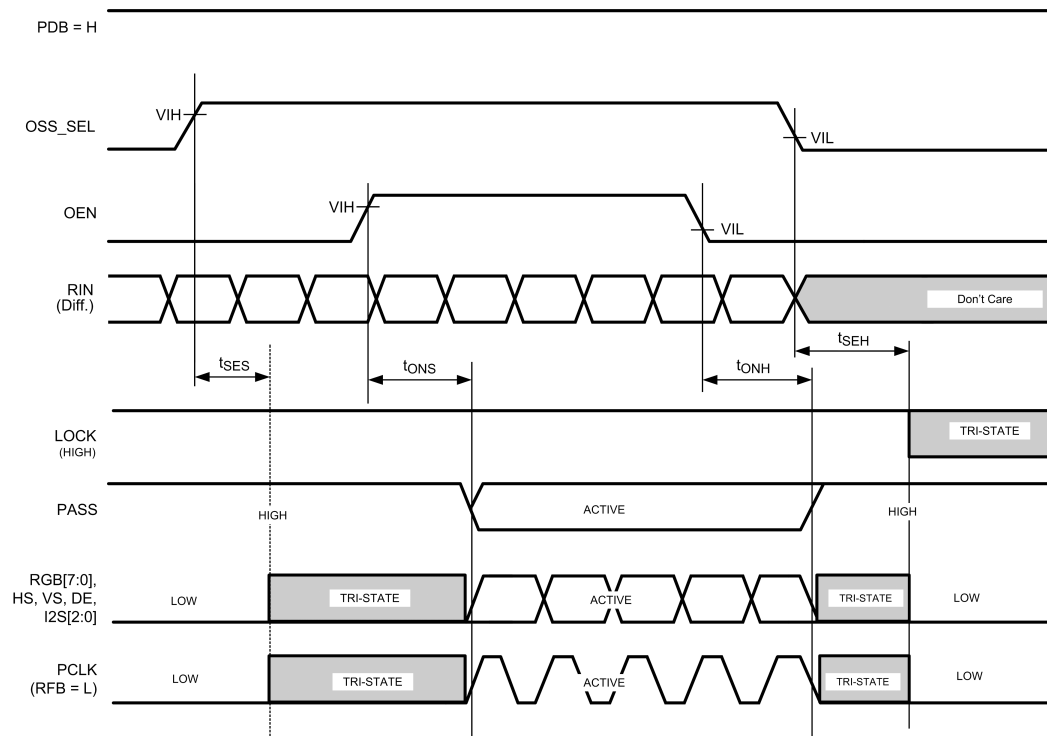 PDB = H
VIH
OSS_SEL
VIL
OEN
VIH
VIL
RIN
(Diff.)
Don't Care
tSES
tONS
tONH
tSEH
LOCK
(HIGH)
TRI-STATE
PASS
HIGH
ACTIVE
HIGH
RGB[7:0],
HS, VS, DE,
I2S[2:0]
LOW
TRI-STATE
ACTIVE
TRI-STATE
LOW
PCLK
(RFB = L)
LOW
TRI-STATE
ACTIVE
TRI-STATE
LOW